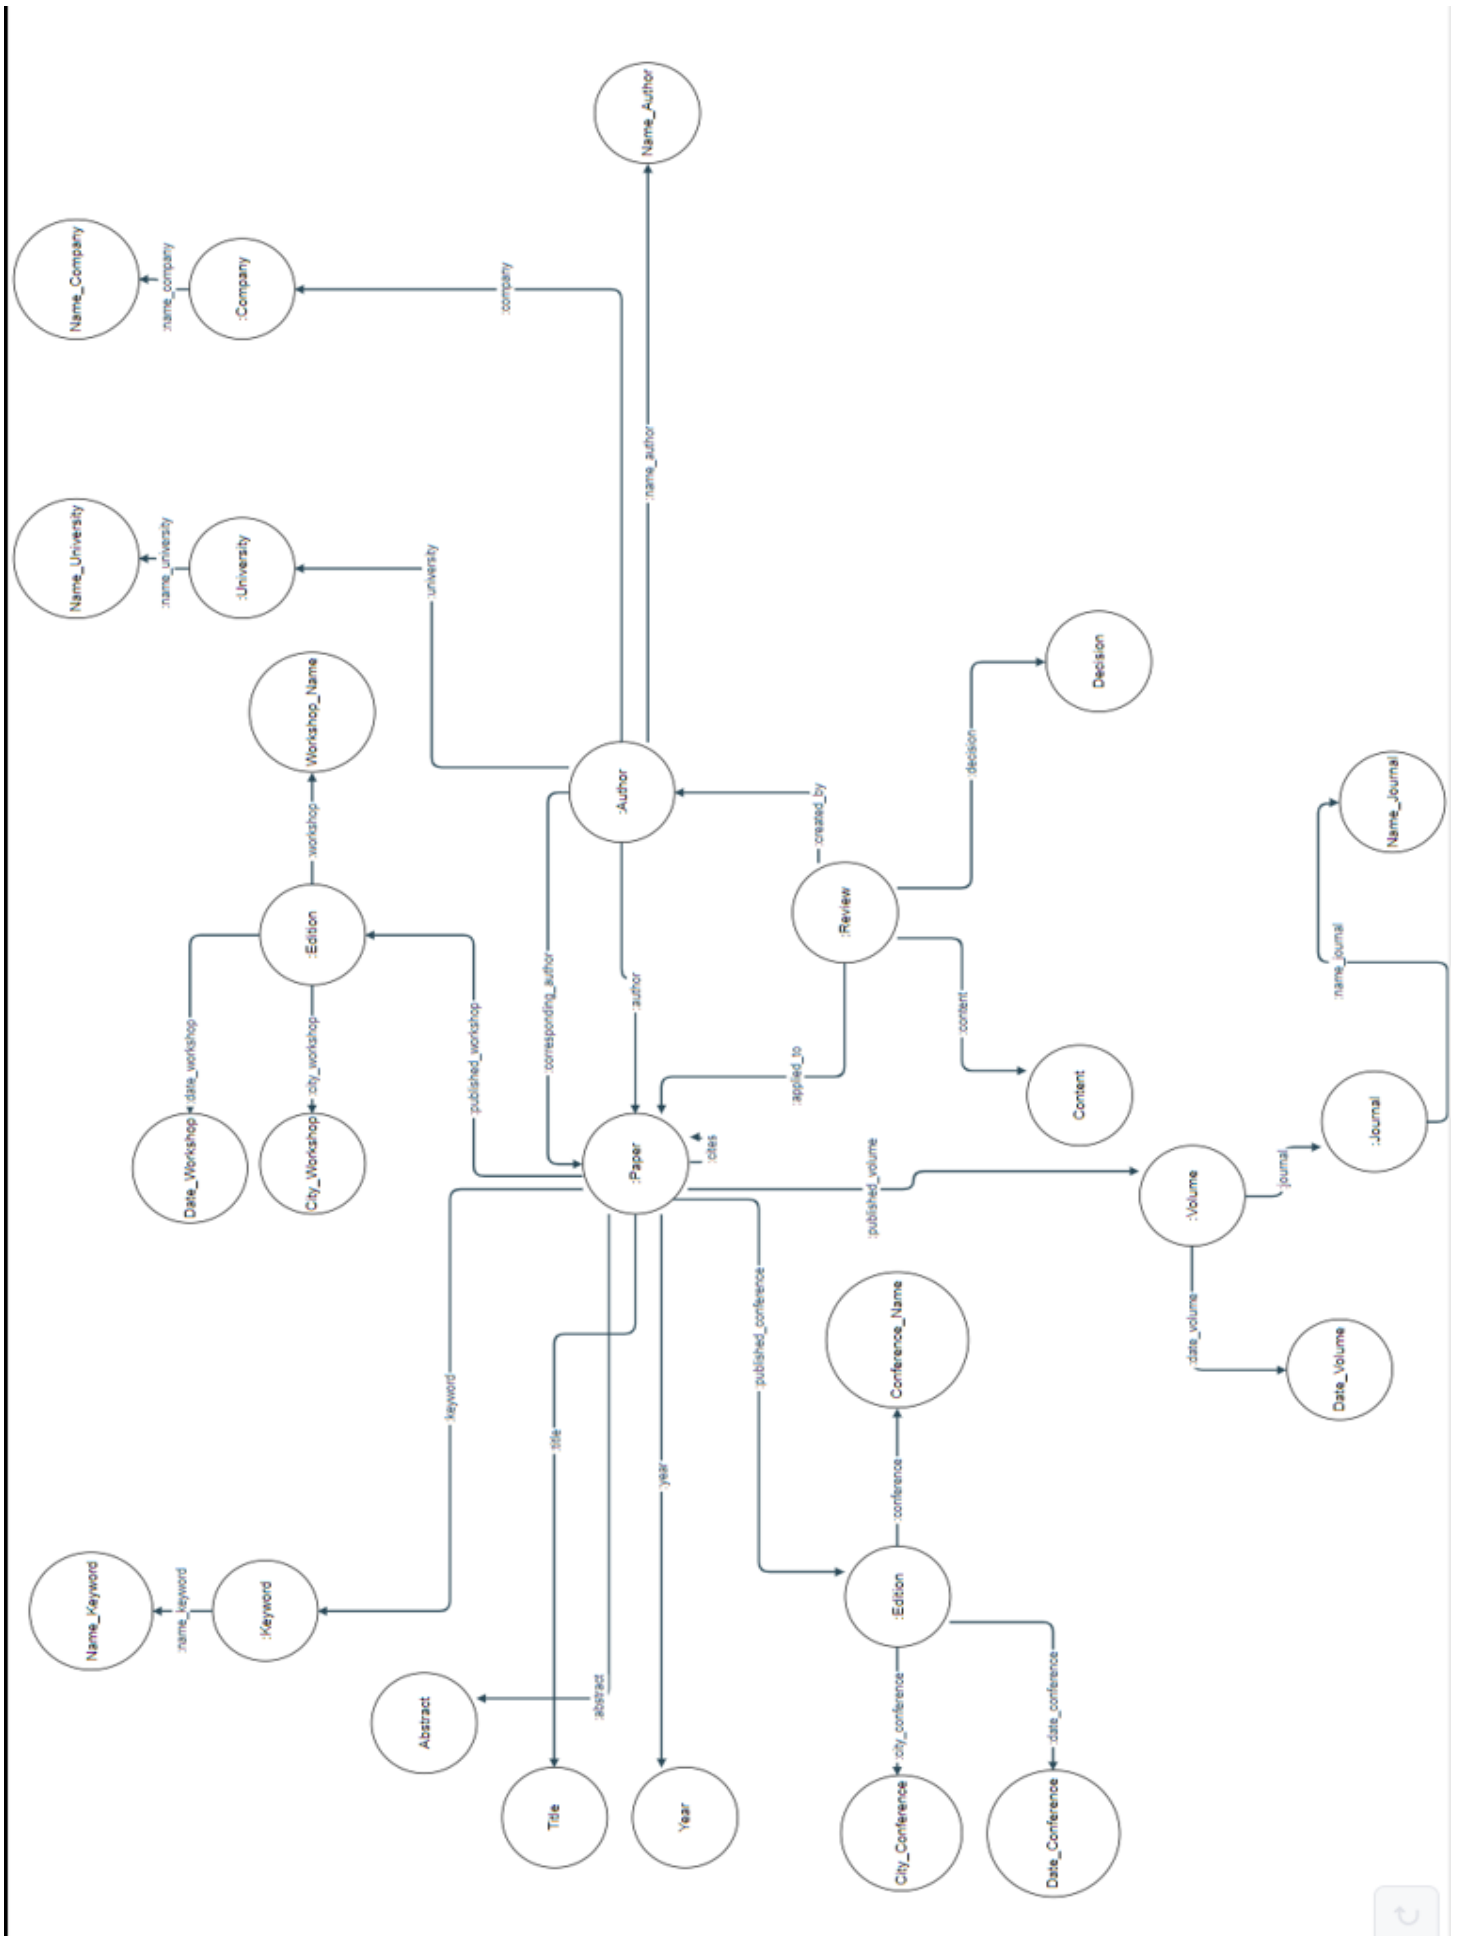 Name_Keyword
Name_University
Name_Company
:name_keyword
:name_university
:name_company
Date_Workshop
:date_workshop
:Keyword
:University
:Company
City_Workshop
:city_workshop
:Edition
:workshop
Workshop_Name
Abstract
:keyword
:published_workshop
:university
:company
Title
:title
:corresponding_author
:abstract
:Paper
:author
:Author
:name_author
Name_Author
Year
:year
:cites
:published_conference
:applied_to
:created_by
:Review
:published_volume
City_Conference
:city_conference
:Edition
:conference
Conference_Name
:content
:decision
Date_Conference
:date_conference
Content
Decision
:date_volume
:Volume
:journal
Date_Volume
:name_journal
:Journal
Name_Journal